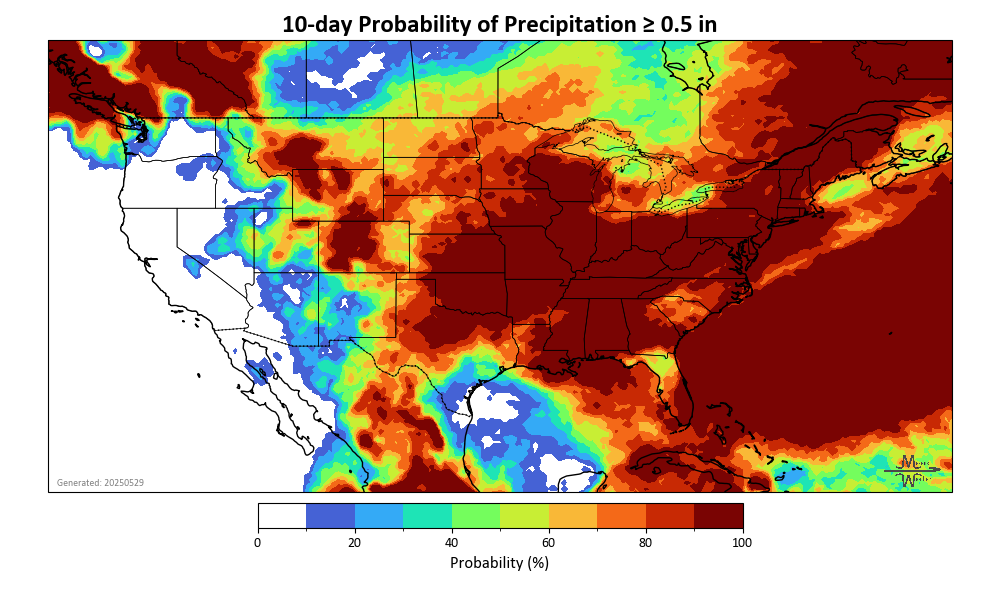 10-day Probability of Precipitation ≥ 0.5 in
Generated: 20250529
0 20 40 60 80 100
Probability (%)